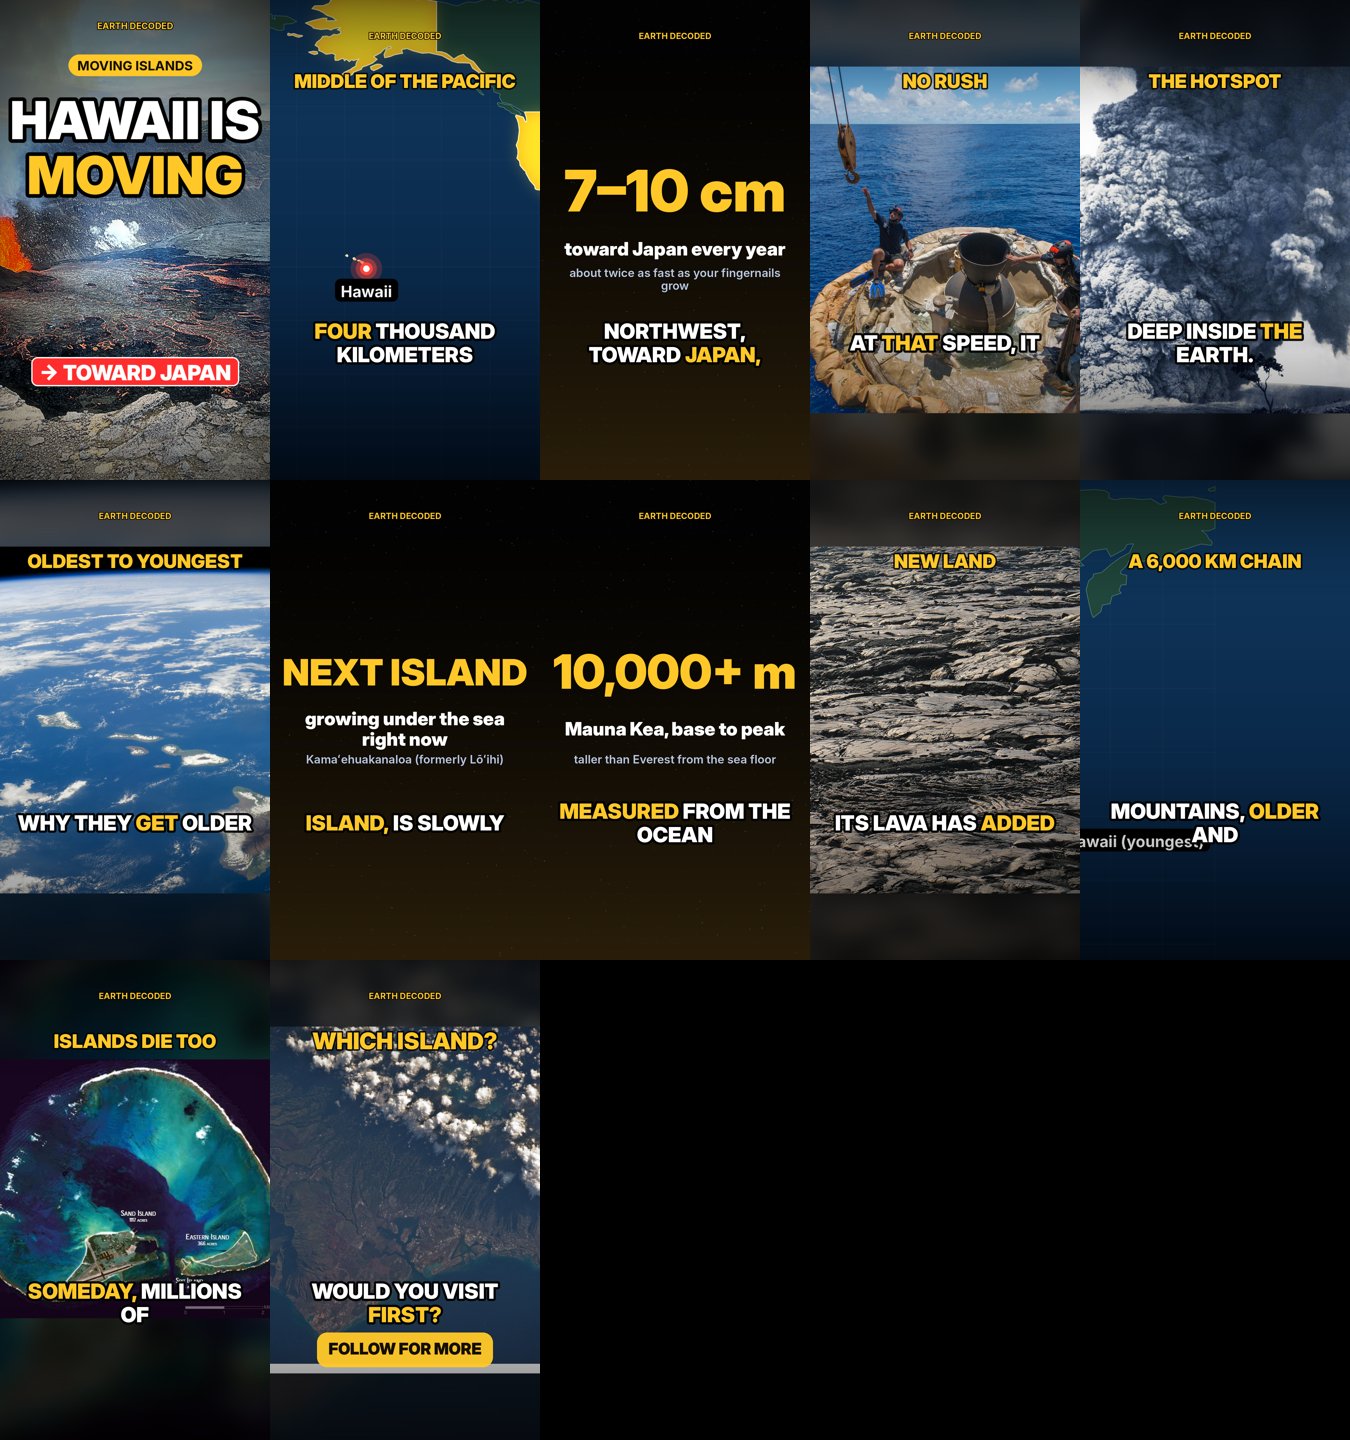 EARTH DECODED
MOVING ISLANDS
HAWAII IS
MOVING
→ TOWARD JAPAN
EARTH DECODED
MIDDLE OF THE PACIFIC
Hawaii
FOUR THOUSAND
KILOMETERS
EARTH DECODED
7–10 cm
toward Japan every year
about twice as fast as your fingernails
grow
NORTHWEST,
TOWARD JAPAN,
EARTH DECODED
NO RUSH
AT THAT SPEED, IT
EARTH DECODED
THE HOTSPOT
DEEP INSIDE THE
EARTH.
EARTH DECODED
OLDEST TO YOUNGEST
WHY THEY GET OLDER
EARTH DECODED
NEXT ISLAND
growing under the sea
right now
Kamaʻehuakanaloa (formerly Lōʻihi)
ISLAND, IS SLOWLY
EARTH DECODED
10,000+ m
Mauna Kea, base to peak
taller than Everest from the sea floor
MEASURED FROM THE
OCEAN
EARTH DECODED
NEW LAND
ITS LAVA HAS ADDED
EARTH DECODED
A 6,000 KM CHAIN
MOUNTAINS, OLDER
AND
awaii (youngest)
EARTH DECODED
ISLANDS DIE TOO
SAND ISLAND
EASTERN ISLAND
SOMEDAY, MILLIONS
OF
EARTH DECODED
WHICH ISLAND?
WOULD YOU VISIT
FIRST?
FOLLOW FOR MORE